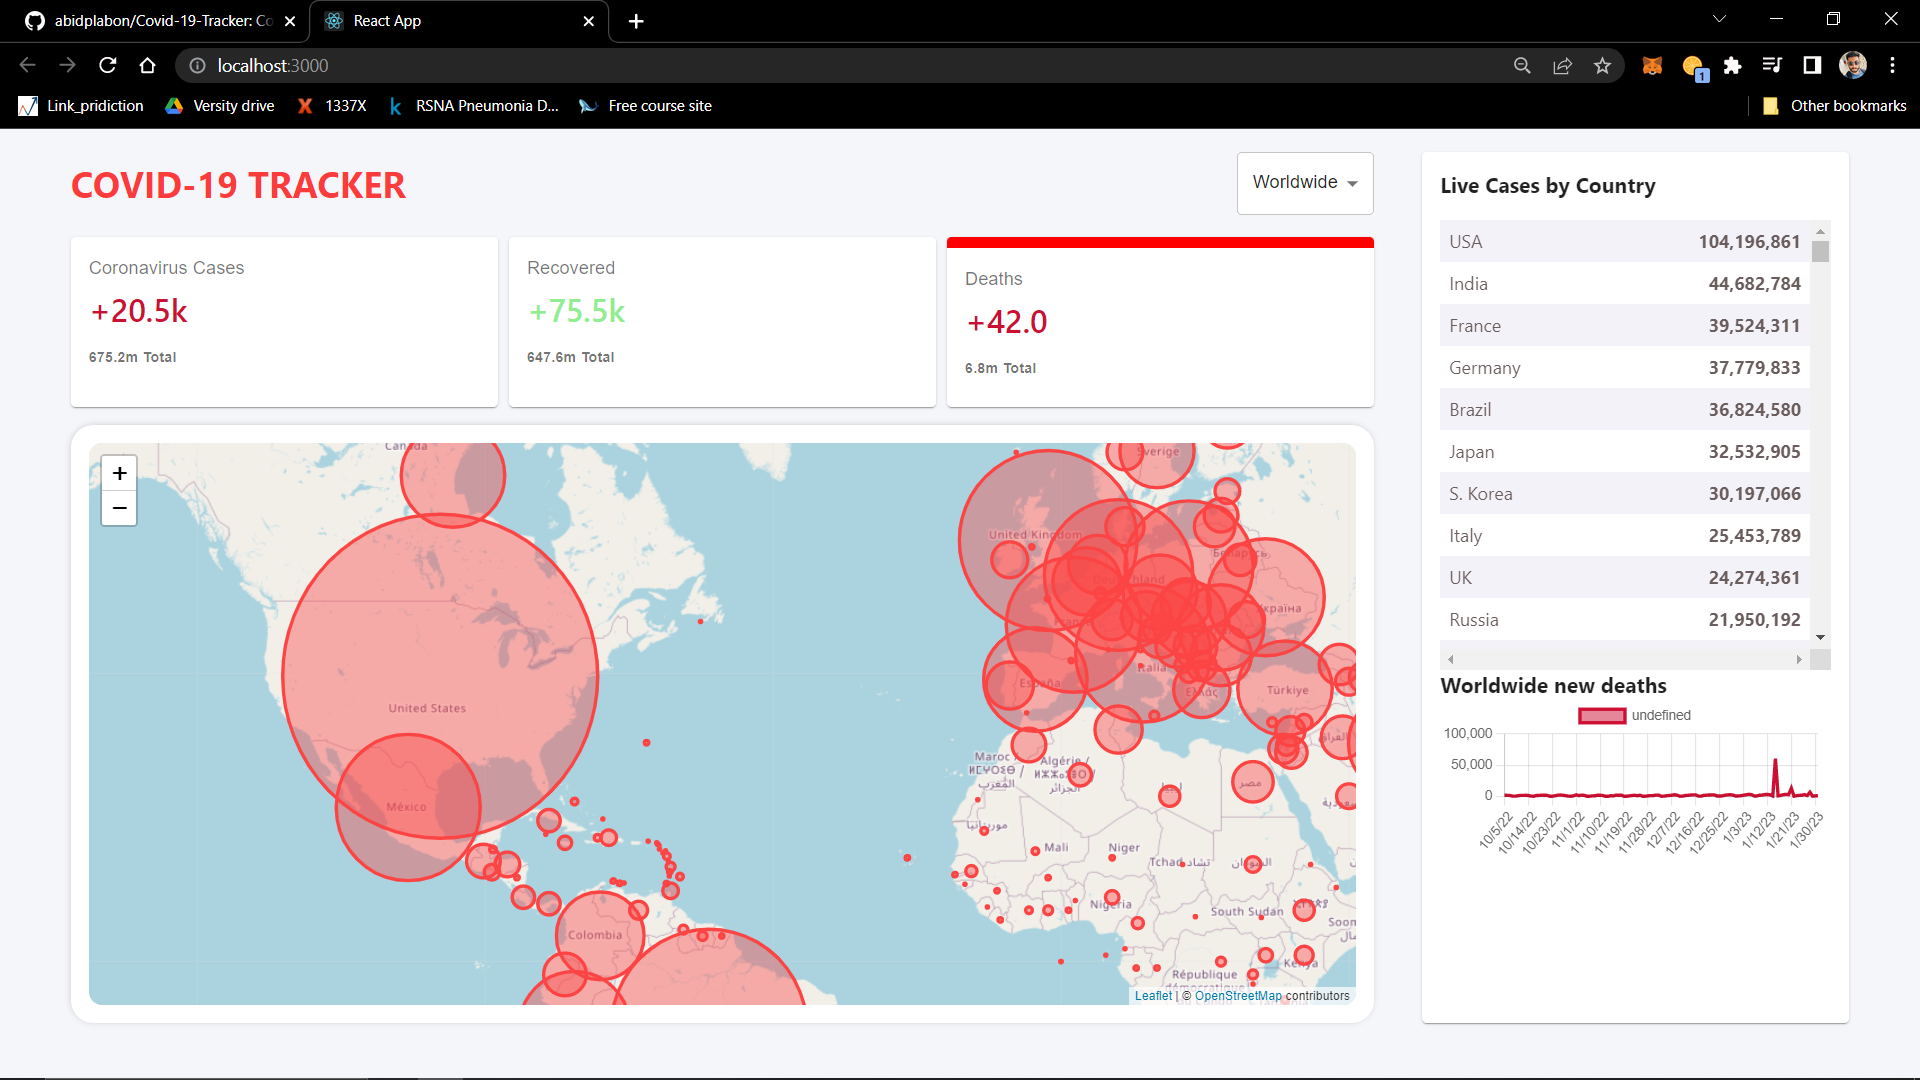 abidplabon/Covid-19-Tracker: Co
React App
localhost:3000
1
Link_pridiction
Versity drive
1337X
RSNA Pneumonia D...
Free course site
Other bookmarks
COVID-19 TRACKER
Worldwide
Coronavirus Cases
+20.5k
675.2m Total
Recovered
+75.5k
647.6m Total
Deaths
+42.0
6.8m Total
+
−
Canada
Sverige
United Kingdom
Беларусь
Україна
Italia
España
Ελλάς
Türkiye
United States
México
Mali
Niger
Nigeria
South Sudan
Colombia
Kenya
République
démocratique
Leaflet | © OpenStreetMap contributors
Live Cases by Country
USA 104,196,861
India 44,682,784
France 39,524,311
Germany 37,779,833
Brazil 36,824,580
Japan 32,532,905
S. Korea 30,197,066
Italy 25,453,789
UK 24,274,361
Russia 21,950,192
Worldwide new deaths
undefined
100,000
50,000
0
10/5/22
10/14/22
10/23/22
11/1/22
11/10/22
11/19/22
11/28/22
12/7/22
12/16/22
12/25/22
1/3/23
1/12/23
1/21/23
1/30/23